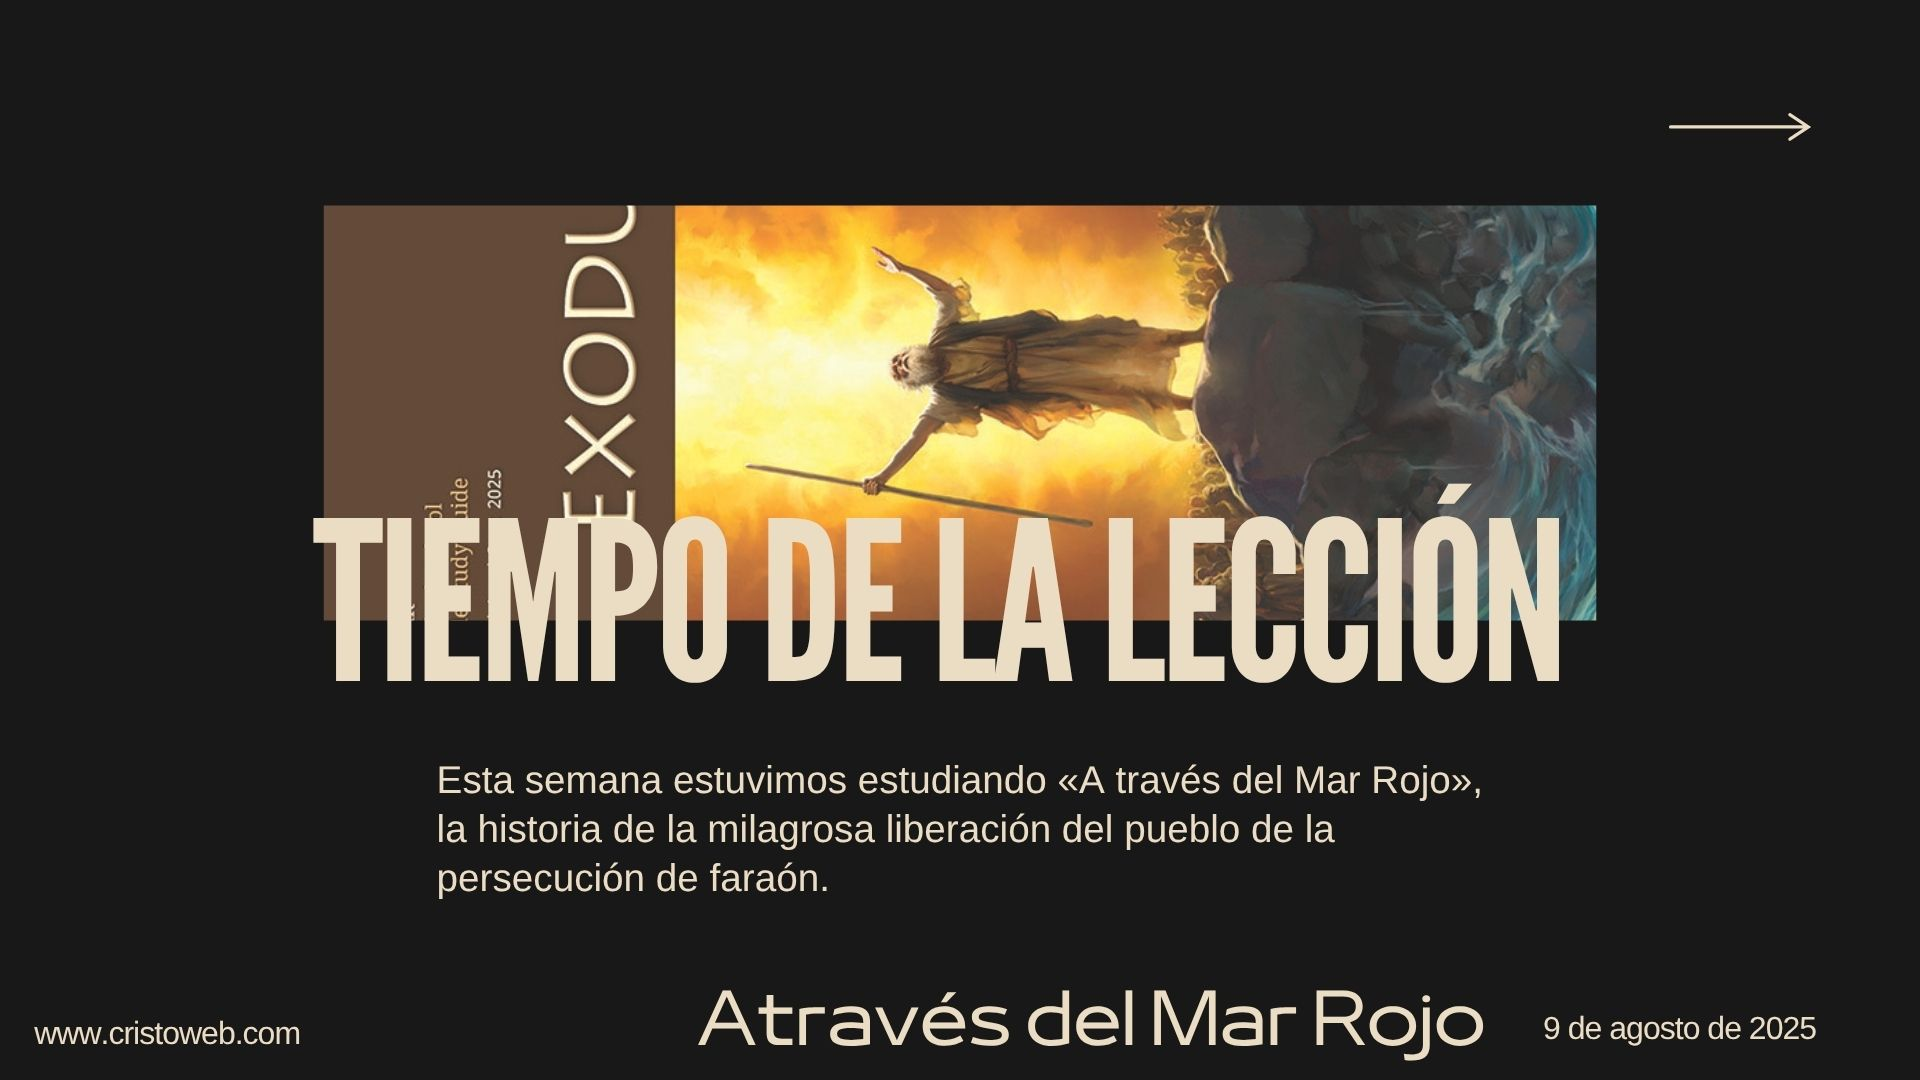 EXODU
2025
TIEMPO DE LA LECCIÓN
Esta semana estuvimos estudiando «A través del Mar Rojo»,
la historia de la milagrosa liberación del pueblo de la
persecución de faraón.
www.cristoweb.com
Através del Mar Rojo
9 de agosto de 2025